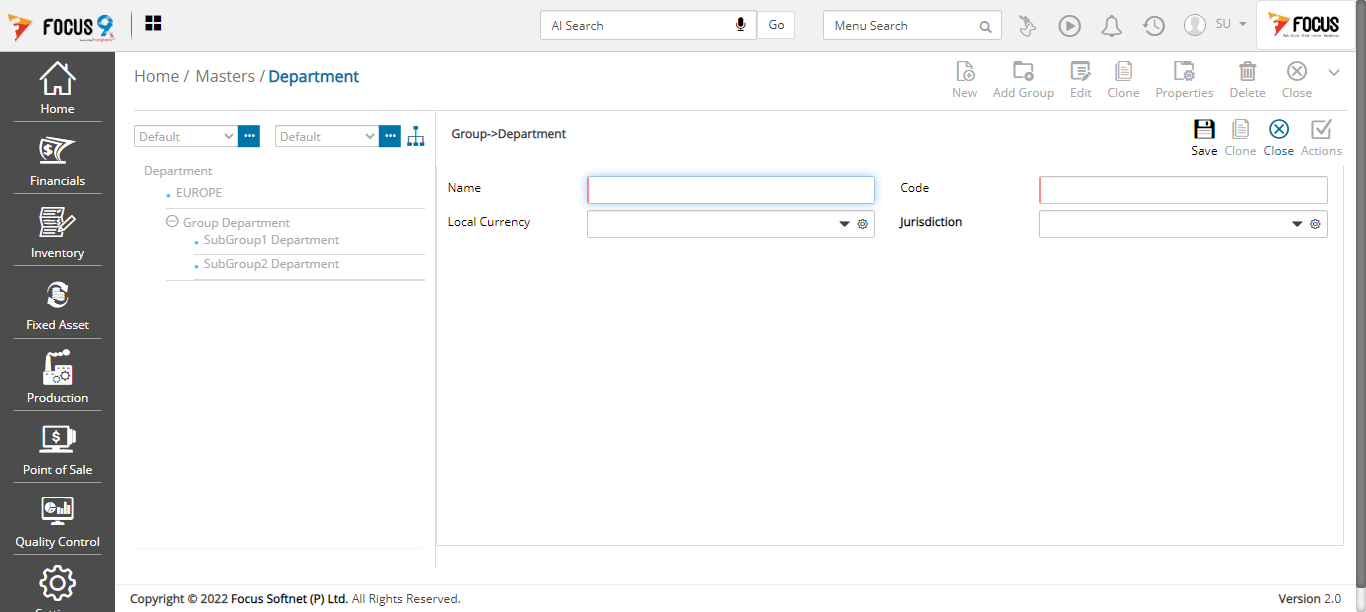 FOCUS 9
AI Search
Go
Menu Search
SU
FOCUS
Home
Financials
Inventory
Fixed Asset
Production
Point of Sale
Quality Control
Home / Masters / Department
New
Add Group
Edit
Clone
Properties
Delete
Close
Default
Default
Department
EUROPE
Group Department
SubGroup1 Department
SubGroup2 Department
Group->Department
Save
Clone
Close
Actions
Name
Code
Local Currency
Jurisdiction
Copyright © 2022 Focus Softnet (P) Ltd. All Rights Reserved.
Version 2.0